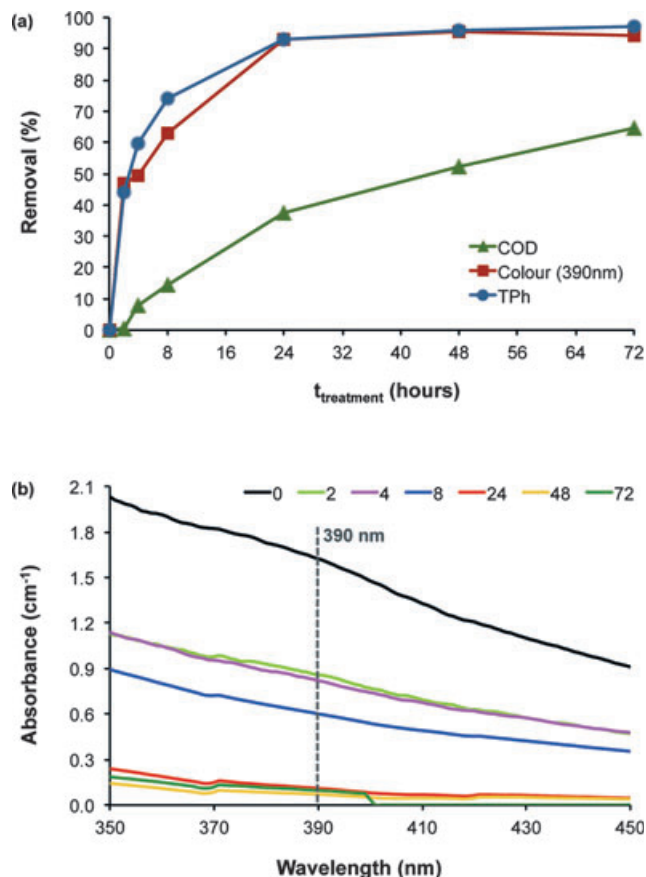 (a)
100
90
80
70
60
50
40
30
20
10
0
Removal (%)
COD
Colour (390nm)
TPh
0 8 16 24 32 40 48 56 64 72
t_treatment (hours)
(b)
0 2 4 8 24 48 72
2.1
1.8
1.5
1.2
0.9
0.6
0.3
0.0
390 nm
Absorbance (cm⁻¹)
350 370 390 410 430 450
Wavelength (nm)